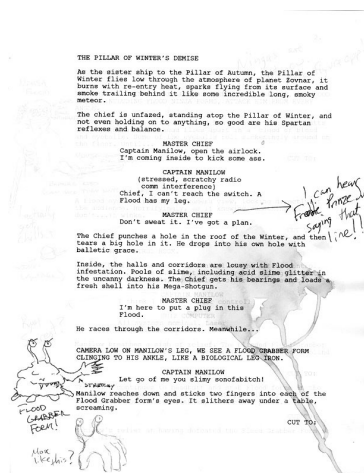 THE PILLAR OF WINTER'S DEMISE
As the sister ship to the Pillar of Autumn, the Pillar of
Winter flies low through the atmosphere of planet Zovnar, it
burns with re-entry heat, sparks flying from its surface and
smoke trailing behind it like some incredible long, smoky
meteor.
The chief is unfazed, standing atop the Pillar of Winter, and
not even holding on to anything, so good are his Spartan
reflexes and balance.
MASTER CHIEF
Captain Manilow, open the airlock.
I'm coming inside to kick some ass.
CAPTAIN MANILOW
(stressed, scratchy radio
comm interference)
Chief, I can't reach the switch. A
Flood has my leg.
MASTER CHIEF
Don't sweat it. I've got a plan.
I can hear
Freddie Prinze Jr
saying that
line!!
The Chief punches a hole in the roof of the Winter, and then
tears a big hole in it. He drops into his own hole with
balletic grace.
Inside, the halls and corridors are lousy with Flood
infestation. Pools of slime, including acid slime glitter in
the uncanny darkness. The Chief gets his bearings and loads a
fresh shell into his Mega-Shotgun.
MASTER CHIEF
I'm here to put a plug in this
Flood.
He races through the corridors. Meanwhile...
CAMERA LOW ON MANILOW'S LEG, WE SEE A FLOOD GRABBER FORM
CLINGING TO HIS ANKLE, LIKE A BIOLOGICAL LEG IRON.
CAPTAIN MANILOW
Let go of me you slimy sonofabitch!
Manilow reaches down and sticks two fingers into each of the
Flood Grabber form's eyes. It slithers away under a table,
screaming.
FLOOD
GRABBER
FORM!
Max
like this?
CUT TO: